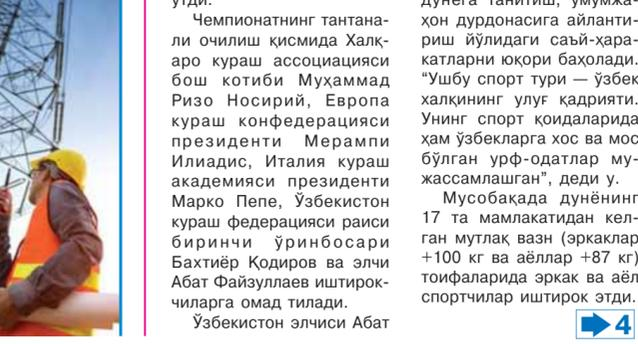 утди.
Чемпионатнинг тантана-
ли очилиш қисмида Халқ-
аро кураш ассоциацияси
бош котиби Муҳаммад
Ризо Носирий, Европа
кураш конфедерацияси
президенти Мерампи
Илиадис, Италия кураш
академияси президенти
Марко Пепе, Ўзбекистон
кураш федерацияси раиси
биринчи ўринбосари
Бахтиёр Қодиров ва элчи
Абат Файзуллаев иштирок-
чиларга омад тилади.
Ўзбекистон элчиси Абат
дунёга танитиш, умумжа-
ҳон дурдонасига айланти-
риш йўлидаги саъй-ҳара-
катларни юқори баҳолади.
“Ушбу спорт тури — ўзбек
халқининг улуғ қадрияти.
Унинг спорт қоидаларида
ҳам ўзбекларга хос ва мос
бўлган урф-одатлар му-
жассамлашган”, деди у.
Мусобақада дунёнинг
17 та мамлакатидан кел-
ган мутлақ вазн (эркаклар
+100 кг ва аёллар +87 кг)
тоифаларида эркак ва аёл
спортчилар иштирок этди.
4